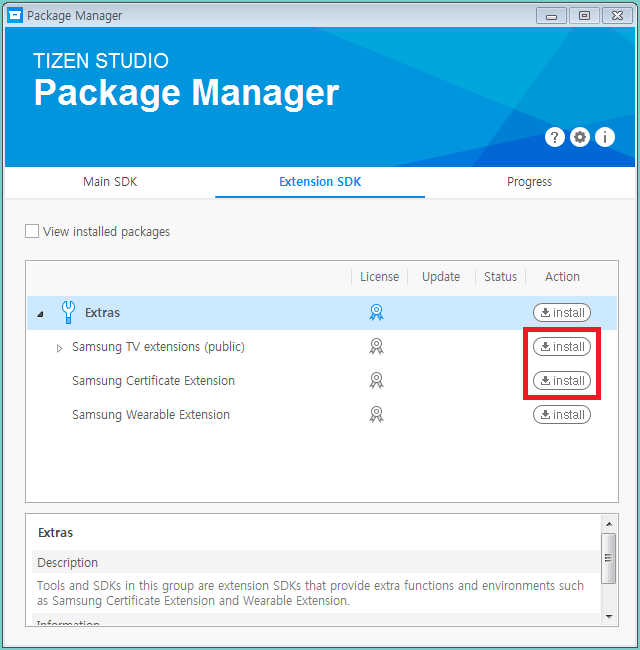 Package Manager
TIZEN STUDIO
Package Manager
? i
Main SDK Extension SDK Progress
View installed packages
License Update Status Action
Extras install
Samsung TV extensions (public) install
Samsung Certificate Extension install
Samsung Wearable Extension install
Extras
Description
Tools and SDKs in this group are extension SDKs that provide extra functions and environments such
as Samsung Certificate Extension and Wearable Extension.
Information